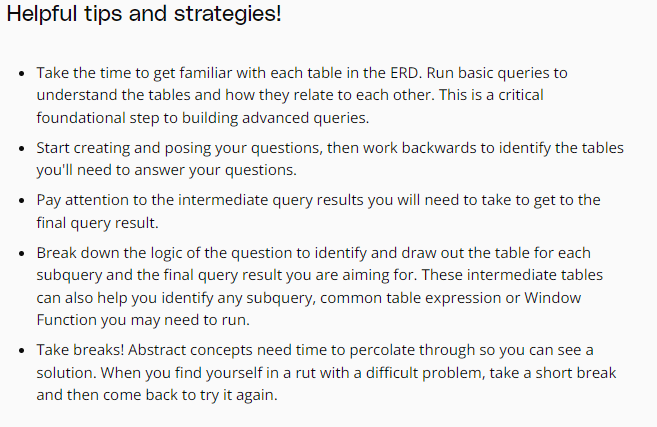 Helpful tips and strategies!
• Take the time to get familiar with each table in the ERD. Run basic queries to
understand the tables and how they relate to each other. This is a critical
foundational step to building advanced queries.
• Start creating and posing your questions, then work backwards to identify the tables
you'll need to answer your questions.
• Pay attention to the intermediate query results you will need to take to get to the
final query result.
• Break down the logic of the question to identify and draw out the table for each
subquery and the final query result you are aiming for. These intermediate tables
can also help you identify any subquery, common table expression or Window
Function you may need to run.
• Take breaks! Abstract concepts need time to percolate through so you can see a
solution. When you find yourself in a rut with a difficult problem, take a short break
and then come back to try it again.